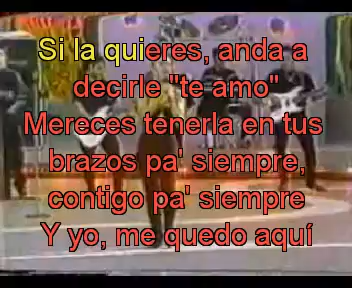 Si la quieres, anda a
decirle "te amo"
Mereces tenerla en tus
brazos pa' siempre,
contigo pa' siempre
Y yo, me quedo aquí